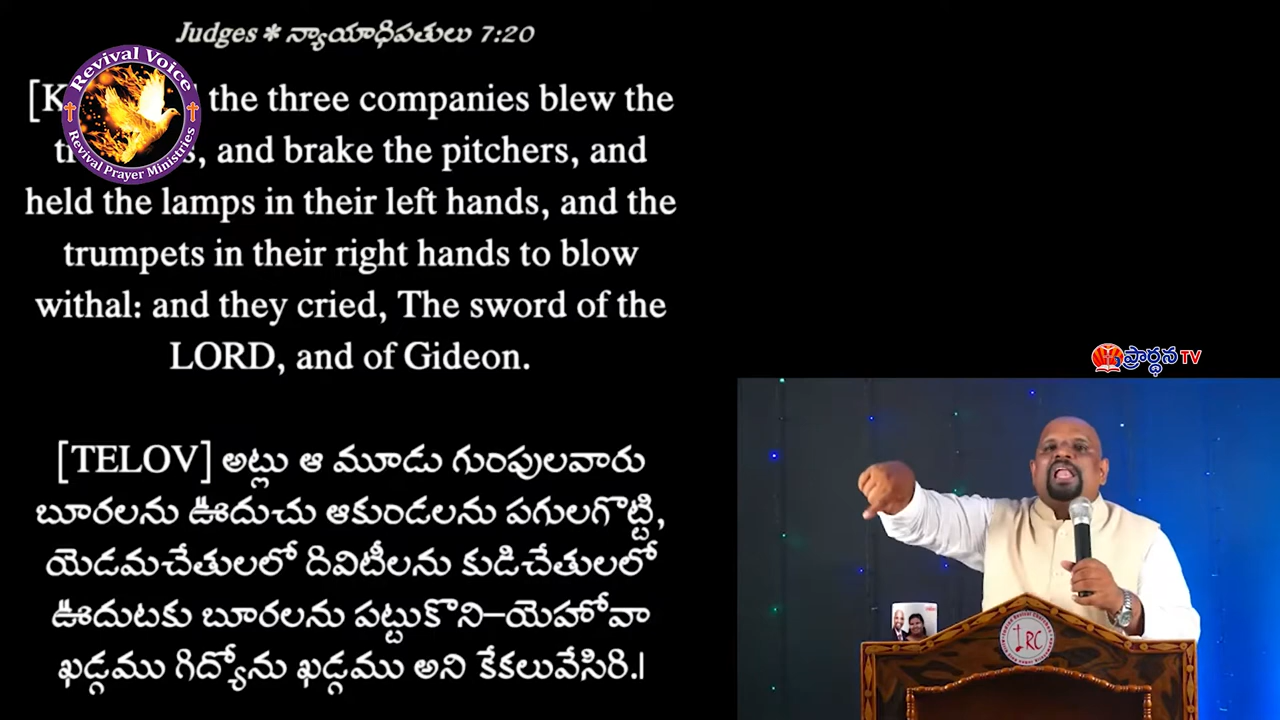 Judges * న్యాయాధిపతులు 7:20
the three companies blew the
and brake the pitchers, and
held the lamps in their left hands, and the
trumpets in their right hands to blow
withal: and they cried, The sword of the
LORD, and of Gideon.
[TELOV] అట్లు ఆ మూడు గుంపులవారు
బూరలను ఊదుచు ఆకుండలను పగులగొట్టి,
యెడమచేతులలో దివిటీలను కుడిచేతులలో
ఊదుటకు బూరలను పట్టుకొని–యెహోవా
ఖడ్గము గిద్యోను ఖడ్గము అని కేకలువేసిరి.|
Revival Voice
Revival Prayer Ministries
ప్రార్థన TV
RC